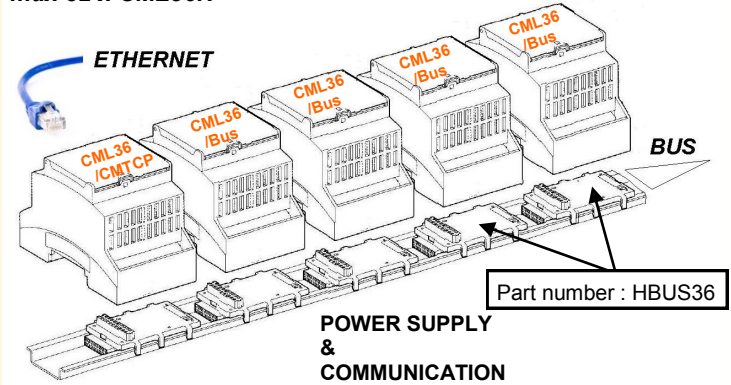 ETHERNET
CML36
/CMTCP
CML36
/Bus
CML36
/Bus
CML36
/Bus
CML36
/Bus
BUS
Part number : HBUS36
POWER SUPPLY
&
COMMUNICATION